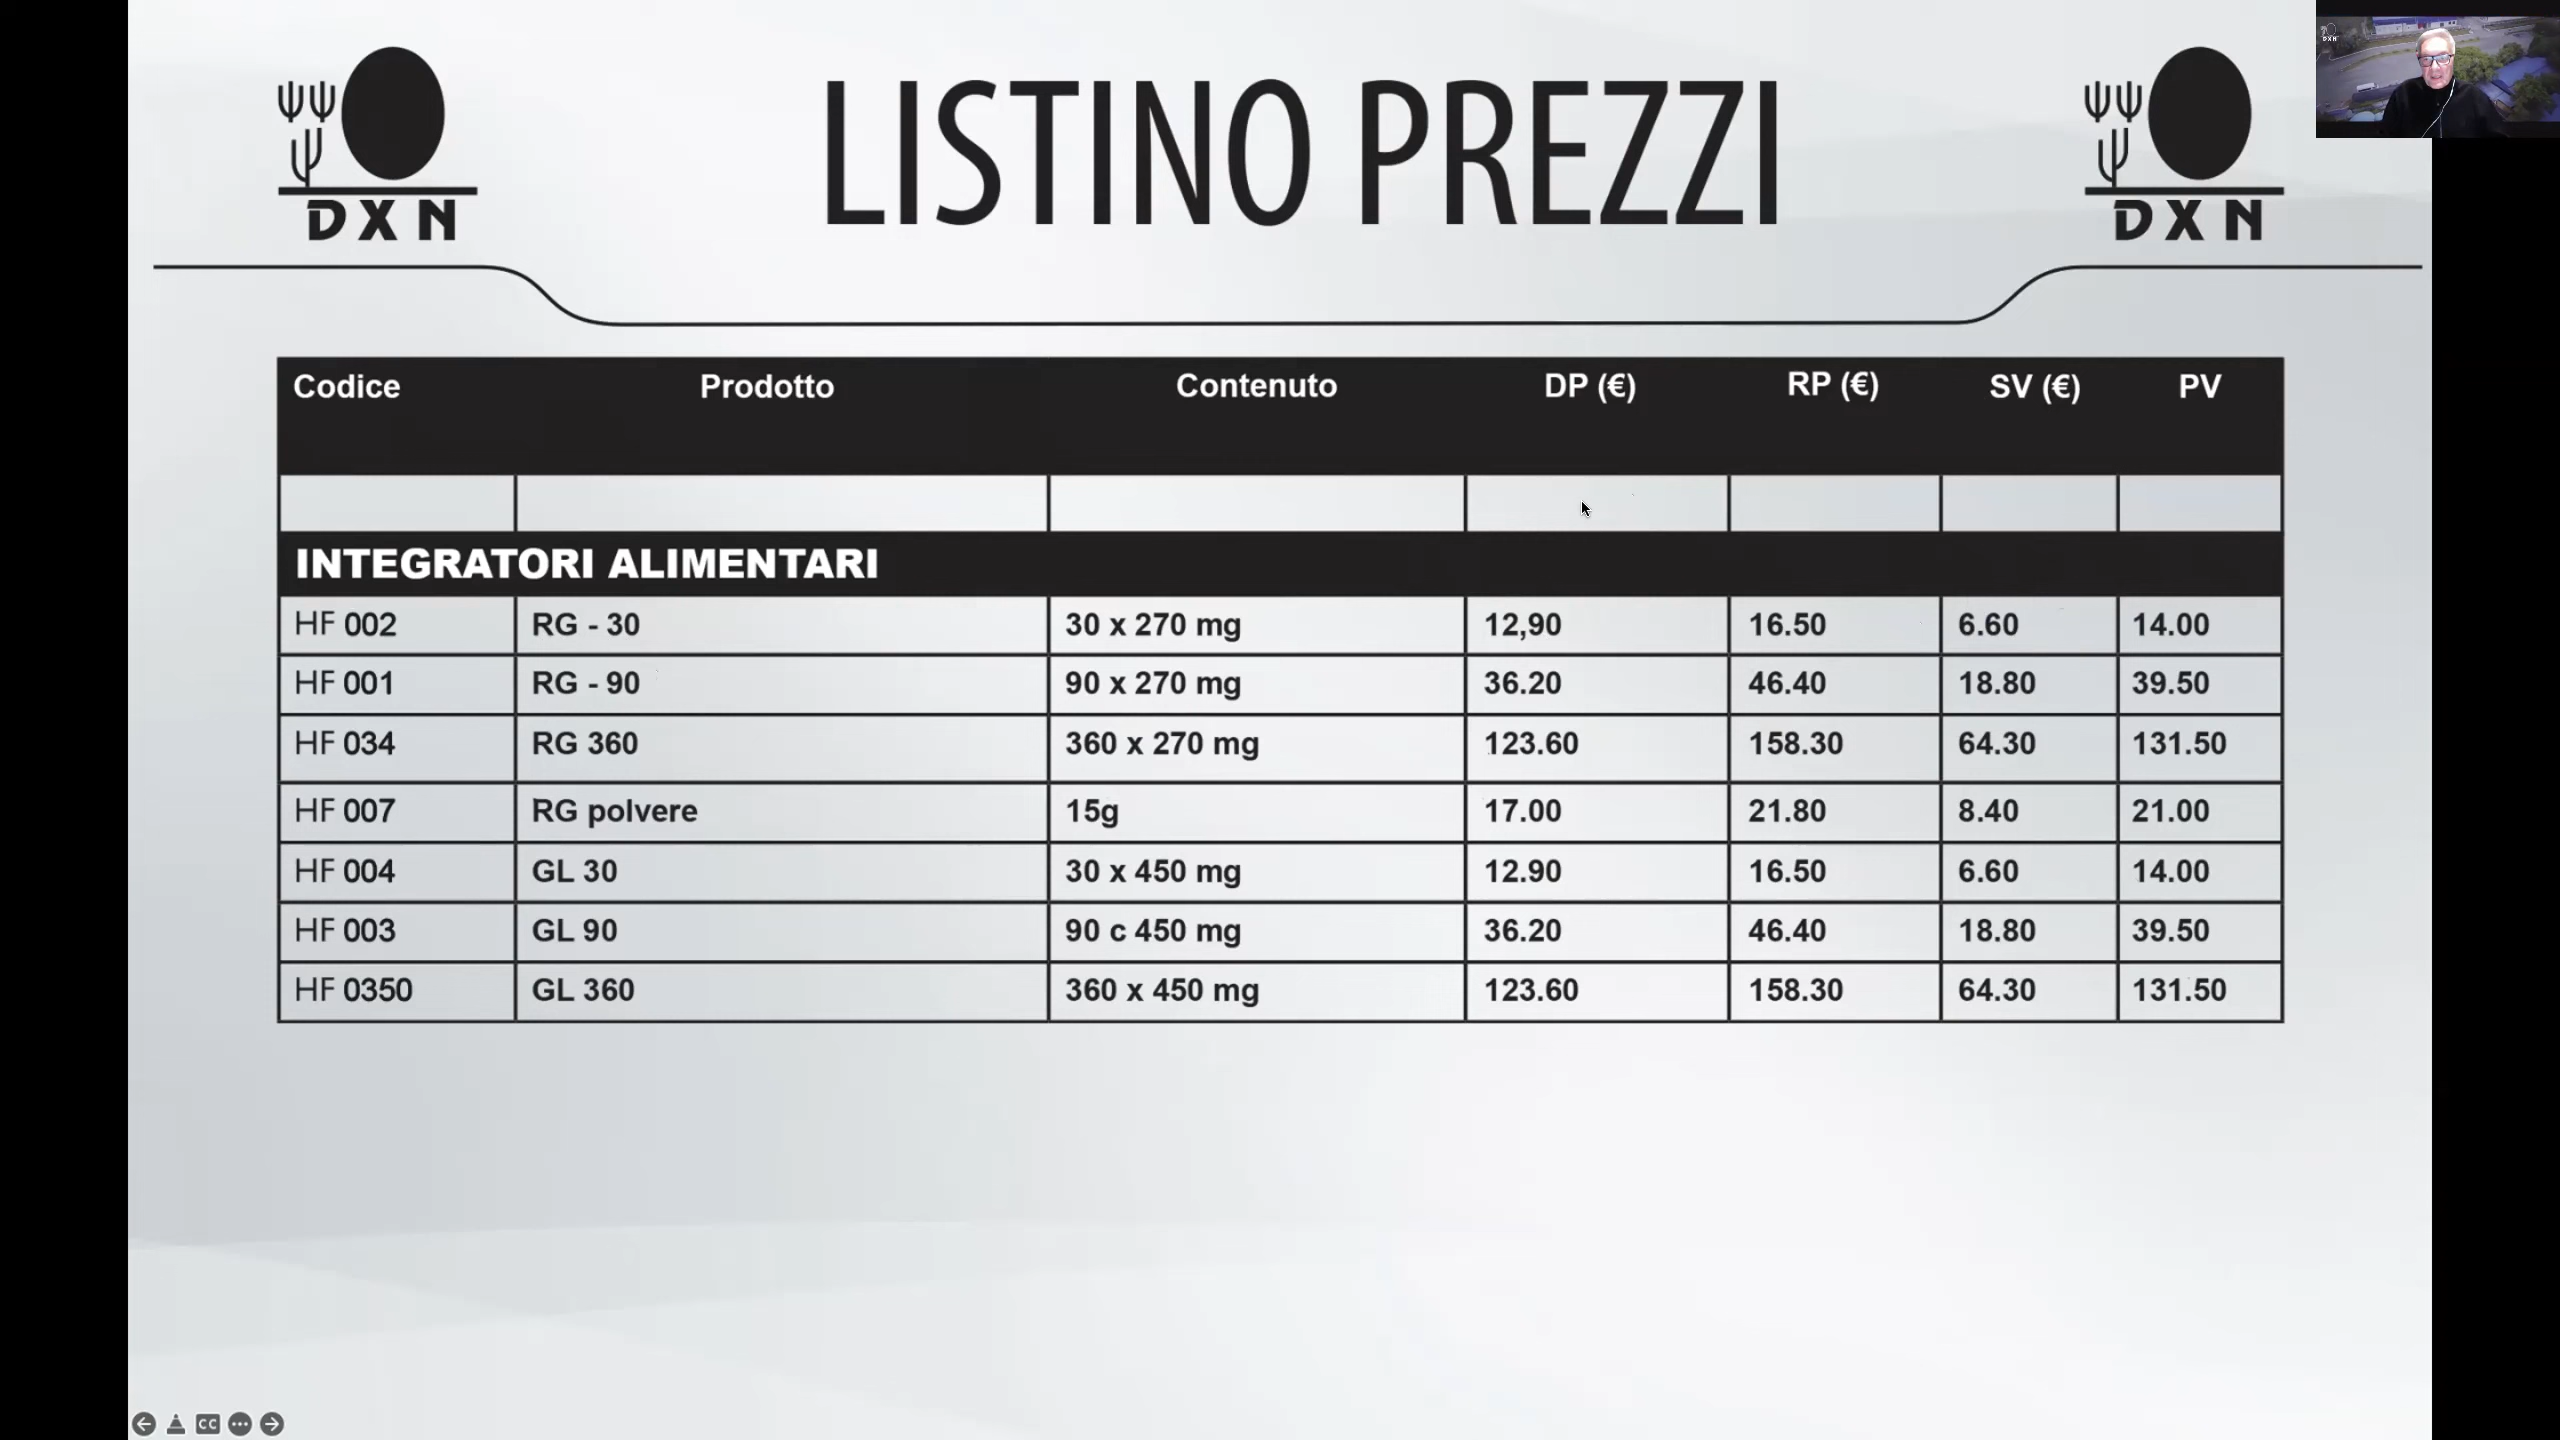 DXN
LISTINO PREZZI
DXN
Codice Prodotto Contenuto DP (€) RP (€) SV (€) PV
INTEGRATORI ALIMENTARI
HF 002 RG - 30 30 x 270 mg 12,90 16.50 6.60 14.00
HF 001 RG - 90 90 x 270 mg 36.20 46.40 18.80 39.50
HF 034 RG 360 360 x 270 mg 123.60 158.30 64.30 131.50
HF 007 RG polvere 15g 17.00 21.80 8.40 21.00
HF 004 GL 30 30 x 450 mg 12.90 16.50 6.60 14.00
HF 003 GL 90 90 c 450 mg 36.20 46.40 18.80 39.50
HF 0350 GL 360 360 x 450 mg 123.60 158.30 64.30 131.50
CC
DXN